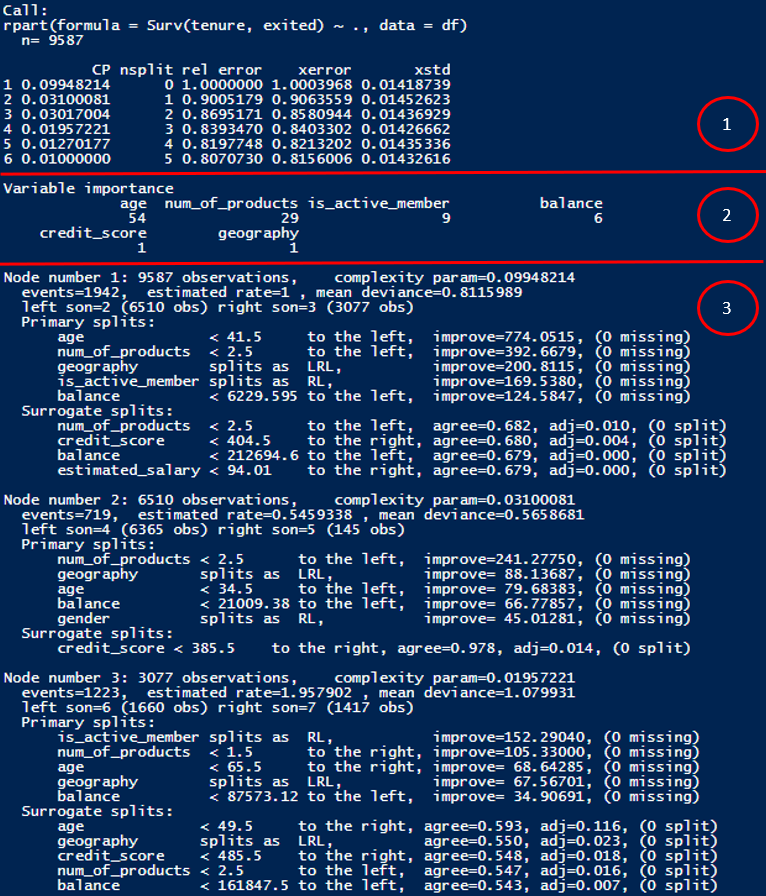 Call:
rpart(formula = Surv(tenure, exited) ~ ., data = df)
  n= 9587

          CP nsplit rel error    xerror       xstd
1 0.09948214      0 1.0000000 1.0003968 0.01418739
2 0.03100081      1 0.9005179 0.9063559 0.01452623
3 0.03017004      2 0.8695171 0.8580944 0.01436929
4 0.01957221      3 0.8393470 0.8403302 0.01426662
5 0.01270177      4 0.8197748 0.8213202 0.01435336
6 0.01000000      5 0.8070730 0.8156006 0.01432616
1
Variable importance
             age  num_of_products is_active_member          balance
              54               29                9                6
    credit_score        geography
               1                1
2
Node number 1: 9587 observations,    complexity param=0.09948214
  events=1942,  estimated rate=1 , mean deviance=0.8115989
  left son=2 (6510 obs) right son=3 (3077 obs)
  Primary splits:
      age              < 41.5     to the left,  improve=774.0515, (0 missing)
      num_of_products  < 2.5      to the left,  improve=392.6679, (0 missing)
      geography        splits as  LRL,          improve=200.8115, (0 missing)
      is_active_member splits as  RL,           improve=169.5380, (0 missing)
      balance          < 6229.595 to the left,  improve=124.5847, (0 missing)
  Surrogate splits:
      num_of_products  < 2.5      to the left,  agree=0.682, adj=0.010, (0 split)
      credit_score     < 404.5    to the right, agree=0.680, adj=0.004, (0 split)
      balance          < 212694.6 to the left,  agree=0.679, adj=0.000, (0 split)
      estimated_salary < 94.01    to the right, agree=0.679, adj=0.000, (0 split)
3
Node number 2: 6510 observations,    complexity param=0.03100081
  events=719,  estimated rate=0.5459338 , mean deviance=0.5658681
  left son=4 (6365 obs) right son=5 (145 obs)
  Primary splits:
      num_of_products < 2.5      to the left,  improve=241.27750, (0 missing)
      geography       splits as  LRL,          improve= 88.13687, (0 missing)
      age             < 34.5     to the left,  improve= 79.68383, (0 missing)
      balance         < 21009.38 to the left,  improve= 66.77857, (0 missing)
      gender          splits as  RL,           improve= 45.01281, (0 missing)
  Surrogate splits:
      credit_score < 385.5    to the right, agree=0.978, adj=0.014, (0 split)

Node number 3: 3077 observations,    complexity param=0.01957221
  events=1223,  estimated rate=1.957902 , mean deviance=1.079931
  left son=6 (1660 obs) right son=7 (1417 obs)
  Primary splits:
      is_active_member splits as  RL,           improve=152.29040, (0 missing)
      num_of_products  < 1.5      to the right, improve=105.33000, (0 missing)
      age              < 65.5     to the right, improve= 68.64285, (0 missing)
      geography        splits as  LRL,          improve= 67.56701, (0 missing)
      balance          < 87573.12 to the left,  improve= 34.90691, (0 missing)
  Surrogate splits:
      age             < 49.5     to the right, agree=0.593, adj=0.116, (0 split)
      geography       splits as  LRL,          agree=0.550, adj=0.023, (0 split)
      credit_score    < 485.5    to the right, agree=0.548, adj=0.018, (0 split)
      num_of_products < 2.5      to the left,  agree=0.547, adj=0.016, (0 split)
      balance         < 161847.5 to the left,  agree=0.543, adj=0.007, (0 split)